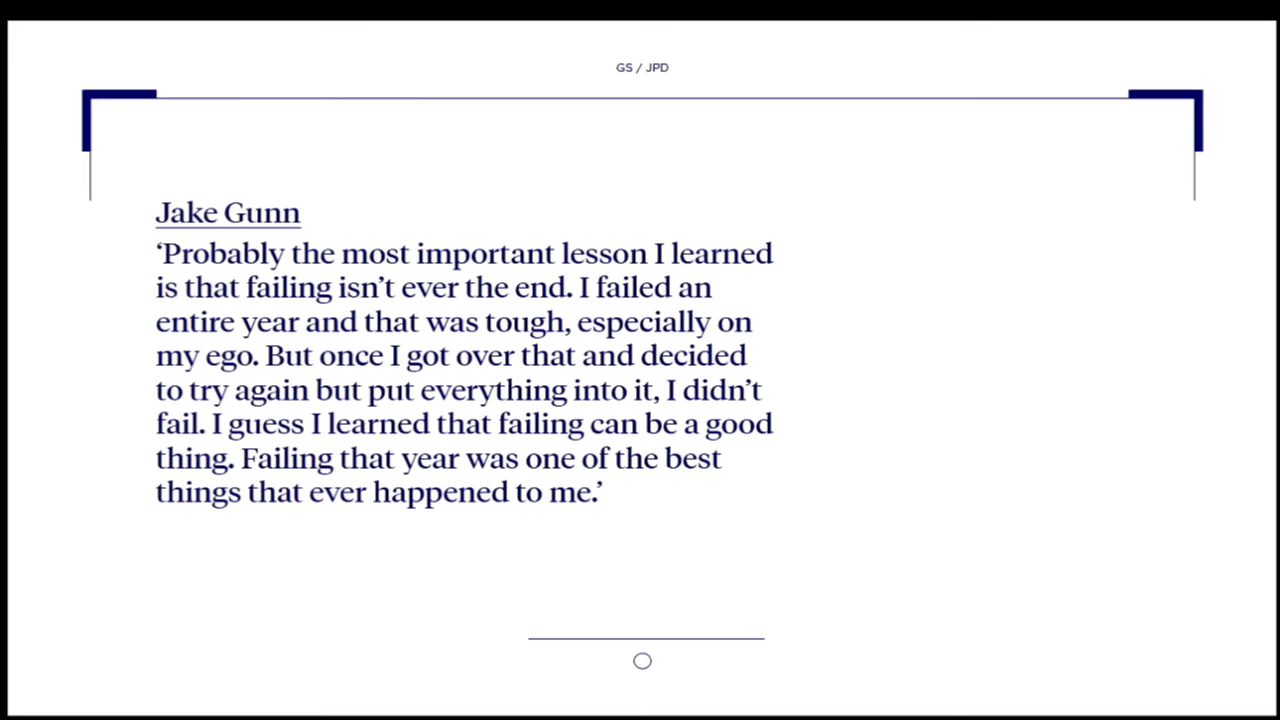 GS / JPD
Jake Gunn
‘Probably the most important lesson I learned
is that failing isn’t ever the end. I failed an
entire year and that was tough, especially on
my ego. But once I got over that and decided
to try again but put everything into it, I didn’t
fail. I guess I learned that failing can be a good
thing. Failing that year was one of the best
things that ever happened to me.’